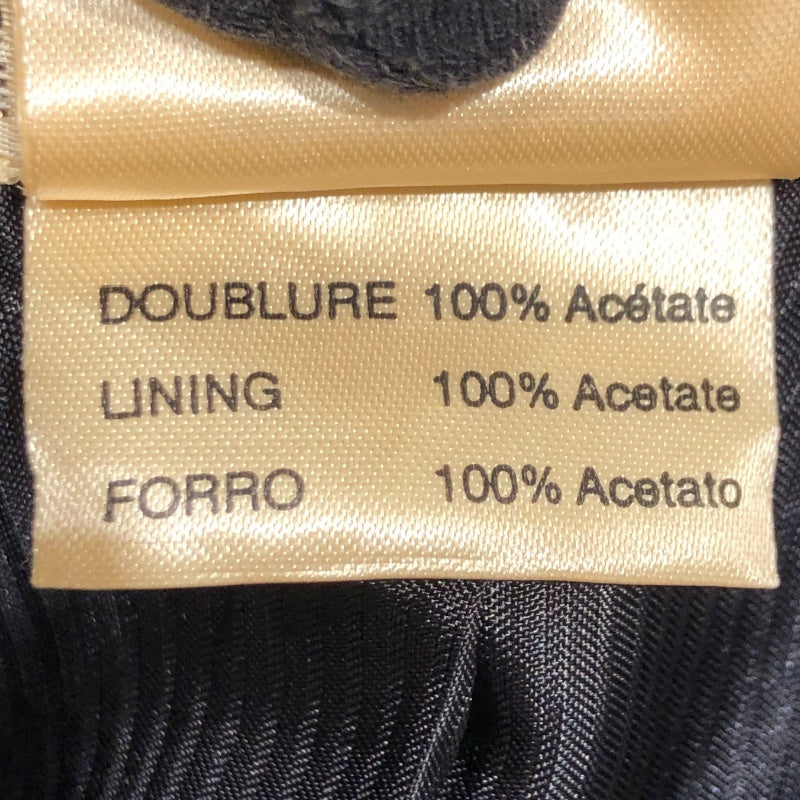 DOUBLURE 100% Acétate
LINING 100% Acetate
FORRO 100% Acetato